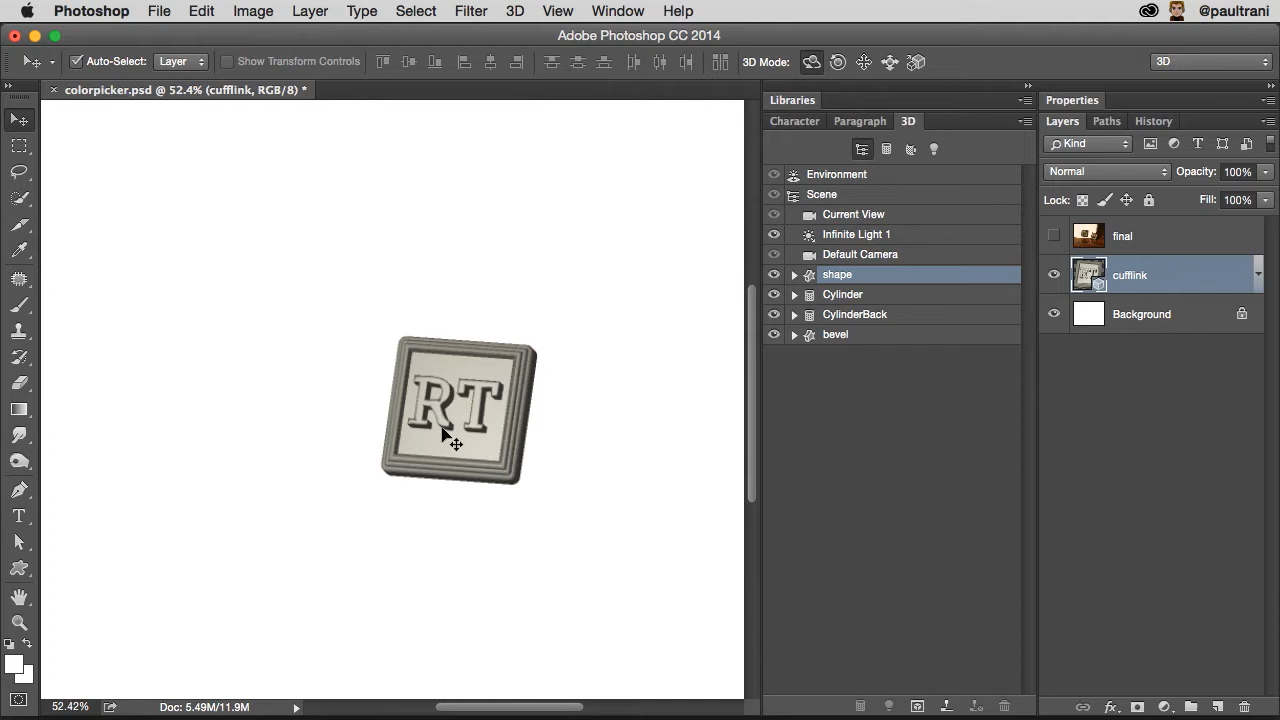 Photoshop File Edit Image Layer Type Select Filter 3D View Window Help @paultrani
Adobe Photoshop CC 2014
Auto-Select: Layer Show Transform Controls 3D Mode: 3D
× colorpicker.psd @ 52.4% (cufflink, RGB/8) *
Libraries
Properties
Character Paragraph 3D
Layers Paths History
Kind
Environment
Normal Opacity: 100%
Scene
Lock: Fill: 100%
Current View
Infinite Light 1
final
Default Camera
shape
cufflink
Cylinder
CylinderBack
Background
bevel
RT
T
52.42% Doc: 5.49M/11.9M
fx